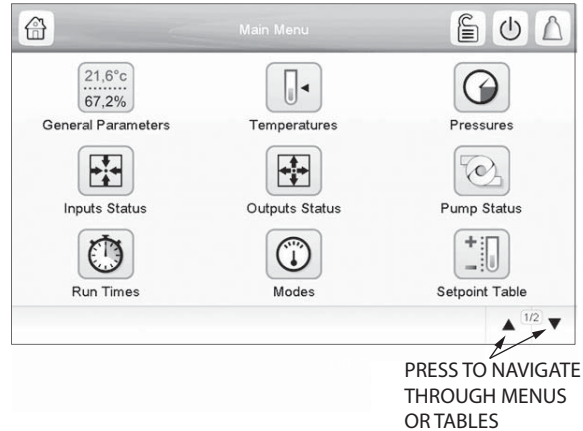 Main Menu
21,6°c
67,2%
General Parameters
Temperatures
Pressures
Inputs Status
Outputs Status
Pump Status
Run Times
Modes
Setpoint Table
1/2
PRESS TO NAVIGATE
THROUGH MENUS
OR TABLES